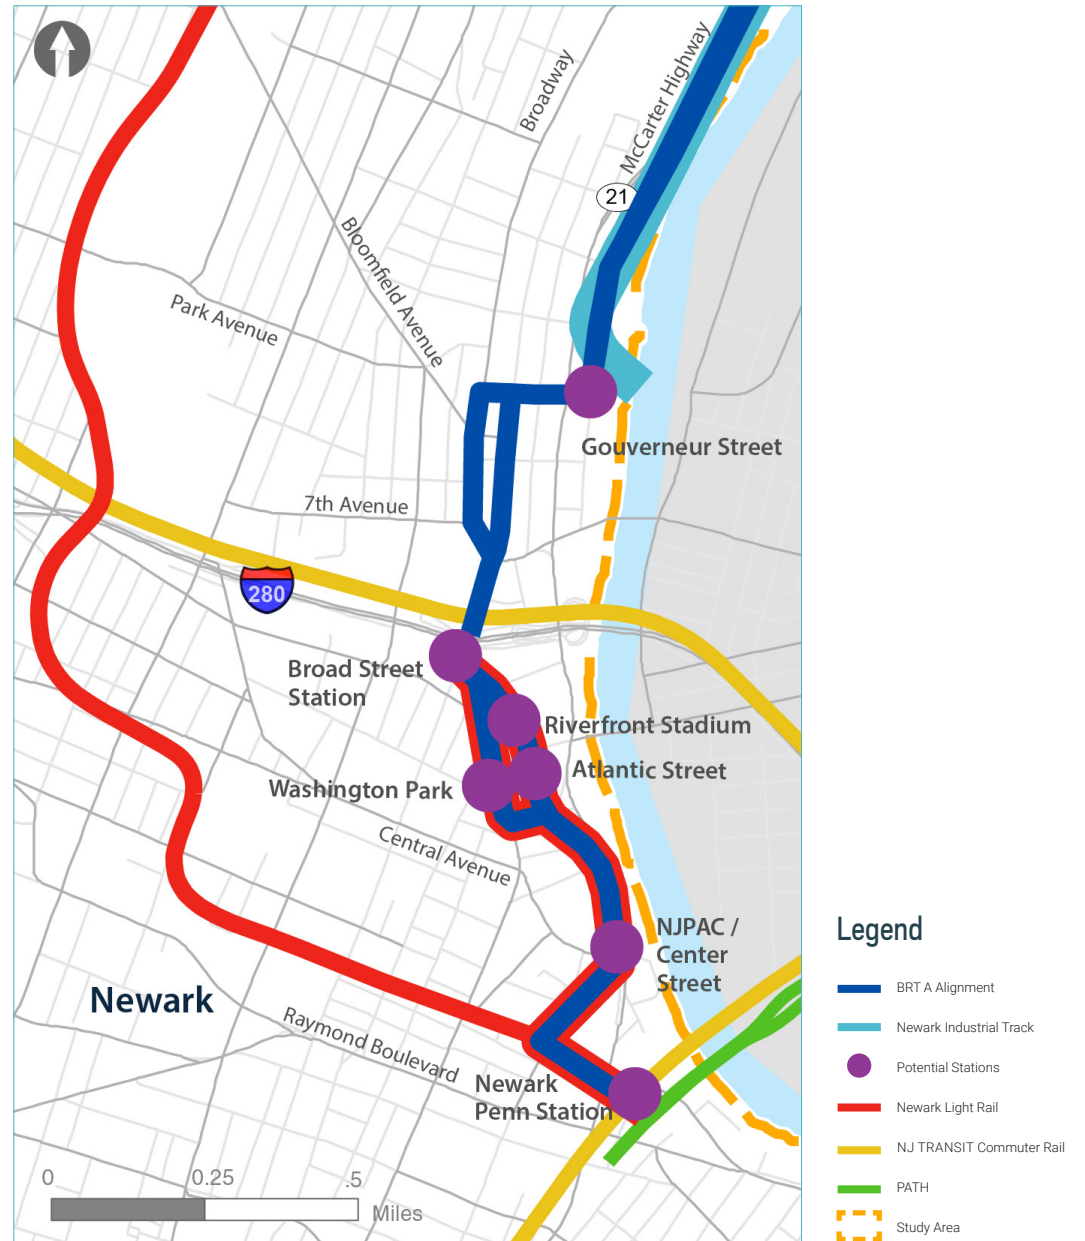 Broadway
McCarter Highway
21
Bloomfield Avenue
Park Avenue
Gouverneur Street
7th Avenue
280
Broad Street
Station
Riverfront Stadium
Atlantic Street
Washington Park
Central Avenue
NJPAC /
Center
Street
Newark
Raymond Boulevard
Newark
Penn Station
0
0.25
.5
Miles
Legend
BRT A Alignment
Newark Industrial Track
Potential Stations
Newark Light Rail
NJ TRANSIT Commuter Rail
PATH
Study Area